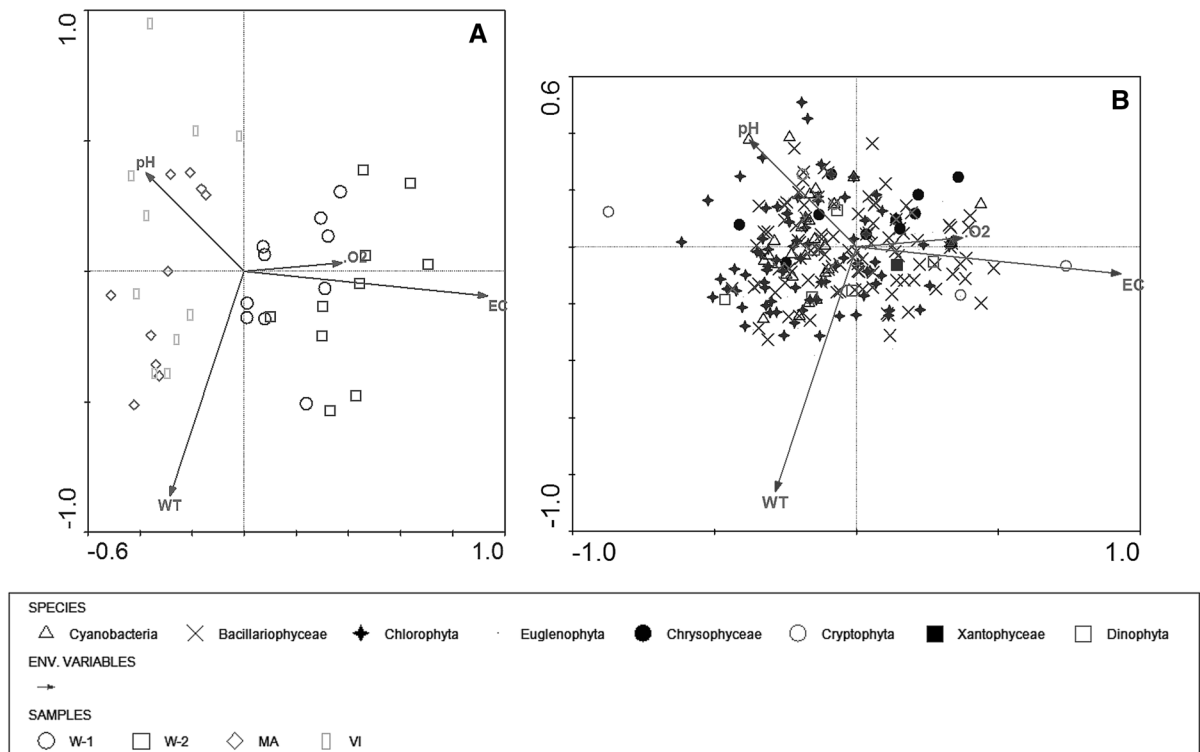 A
1.0
pH
O2
EC
WT
-1.0
-0.6
1.0
B
0.6
pH
O2
EC
WT
-1.0
-1.0
1.0
SPECIES
Cyanobacteria Bacillariophyceae Chlorophyta Euglenophyta Chrysophyceae Cryptophyta Xantophyceae Dinophyta
ENV. VARIABLES
SAMPLES
W-1 W-2 MA VI